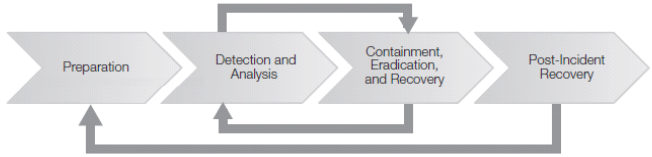 Preparation
Detection and
Analysis
Containment,
Eradication,
and Recovery
Post-Incident
Recovery